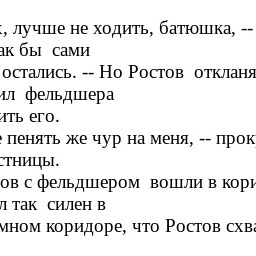 , лучше не ходить, батюшка, --
ак бы сами
остались. -- Но Ростов откланя
ил фельдшера
ить его.
пенять же чур на меня, -- прок
стницы.
ов с фельдшером вошли в кори
л так силен в
мном коридоре, что Ростов схва